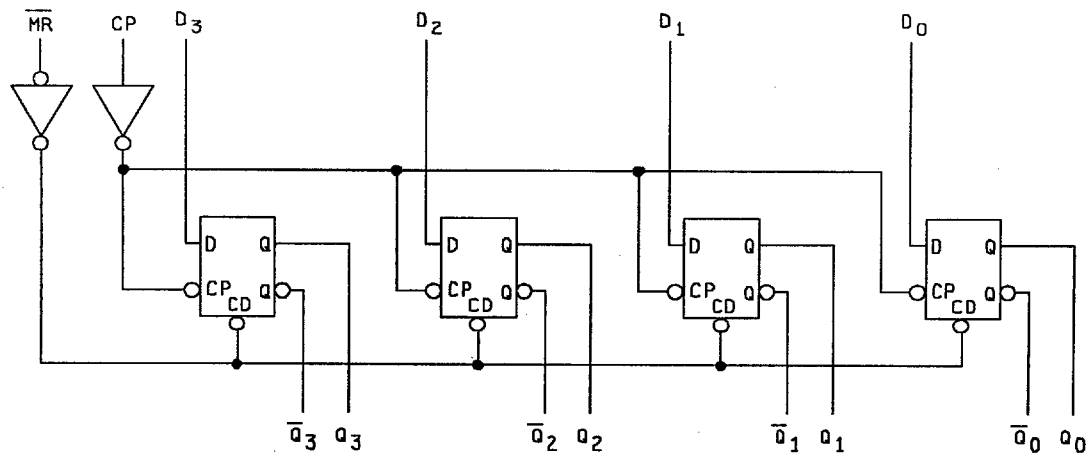 M̅R̅ CP D₃ D₂ D₁ D₀
D Q D Q D Q D Q
CP Q CP Q CP Q CP Q
CD CD CD CD
Q̅₃ Q₃ Q̅₂ Q₂ Q̅₁ Q₁ Q̅₀ Q₀